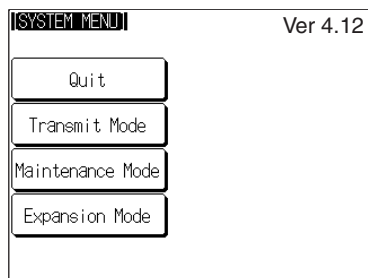 [SYSTEM MENU]
Ver 4.12
Quit
Transmit Mode
Maintenance Mode
Expansion Mode